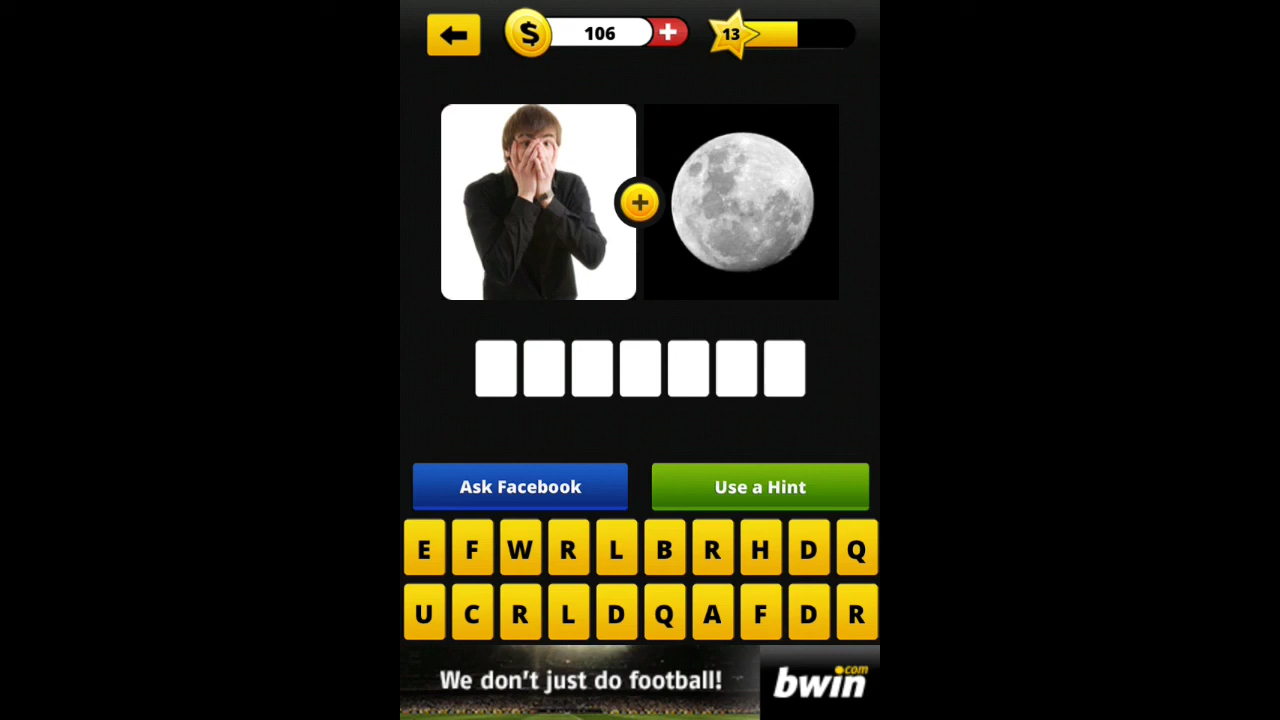 $ 106 + 13
+
Ask Facebook Use a Hint
E F W R L B R H D Q
U C R L D Q A F D R
We don't just do football! bwin.com